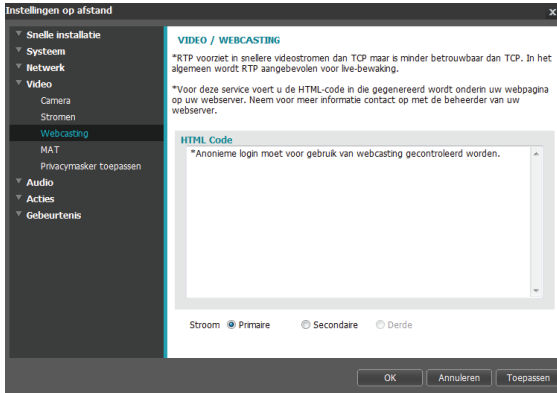 Instellingen op afstand
x
Snelle installatie
Systeem
Netwerk
Video
Camera
Stromen
Webcasting
MAT
Privacymasker toepassen
Audio
Acties
Gebeurtenis
VIDEO / WEBCASTING
*RTP voorziet in snellere videostromen dan TCP maar is minder betrouwbaar dan TCP. In het
algemeen wordt RTP aangebevolen voor live-bewaking.
*Voor deze service voert u de HTML-code in die gegenereerd wordt onderin uw webpagina
op uw webserver. Neem voor meer informatie contact op met de beheerder van uw
webserver.
HTML Code
*Anonieme login moet voor gebruik van webcasting gecontroleerd worden.
Stroom Primaire Secondaire Derde
OK Annuleren Toepassen